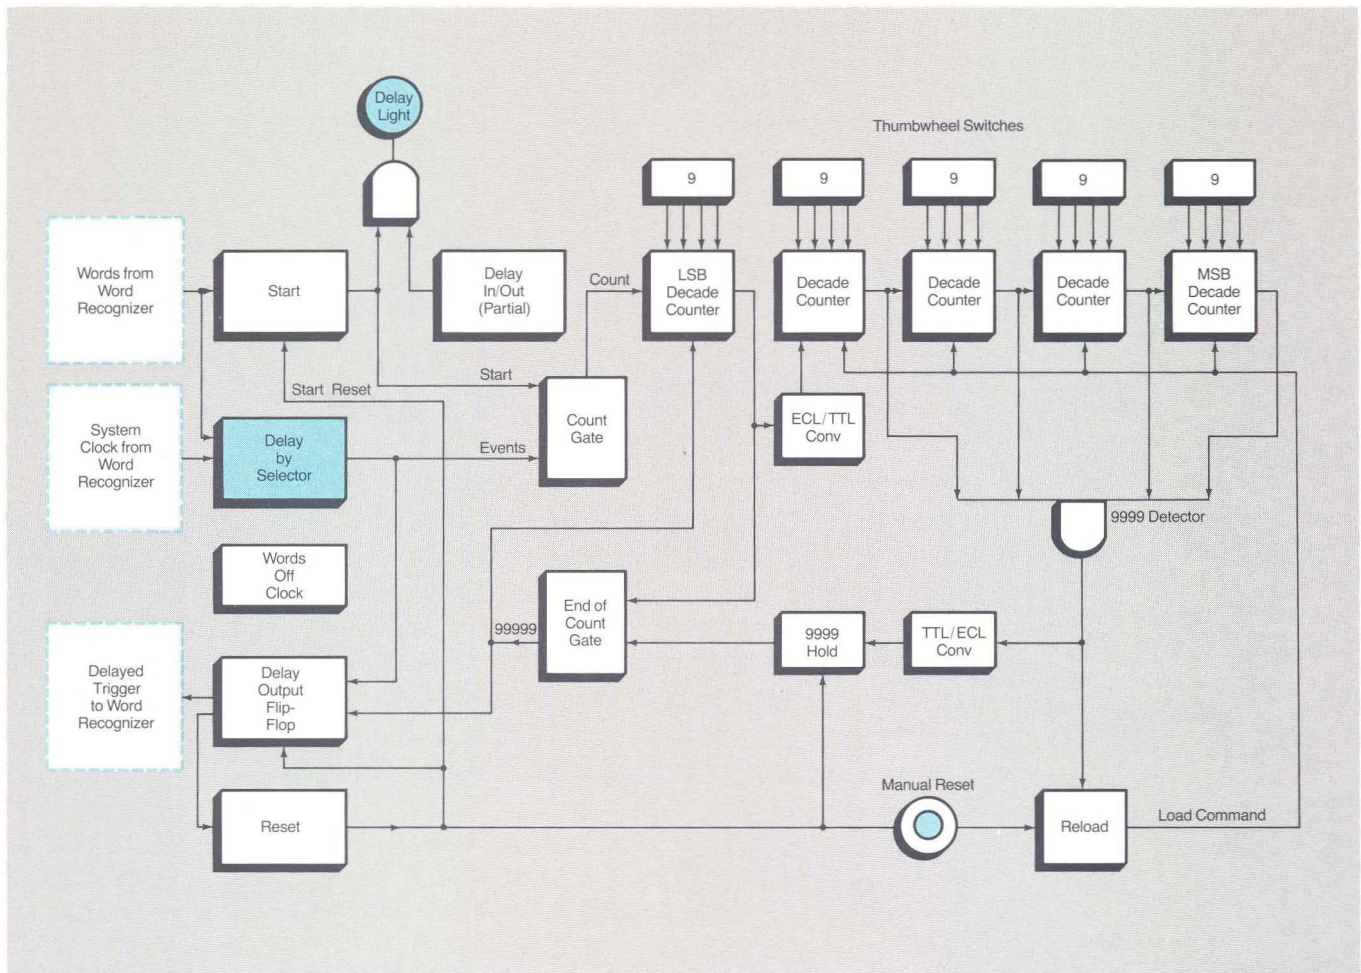 Delay
Light
Thumbwheel Switches
9
9
9
9
9
Words from
Word
Recognizer
Start
Delay
In/Out
(Partial)
Count
LSB
Decade
Counter
Decade
Counter
Decade
Counter
Decade
Counter
MSB
Decade
Counter
Start Reset
Start
System
Clock from
Word
Recognizer
Delay
by
Selector
Events
Count
Gate
ECL/TTL
Conv
9999 Detector
Words
Off
Clock
End of
Count
Gate
99999
9999
Hold
TTL/ECL
Conv
Delayed
Trigger
to Word
Recognizer
Delay
Output
Flip-
Flop
Manual Reset
Reset
Reload
Load Command